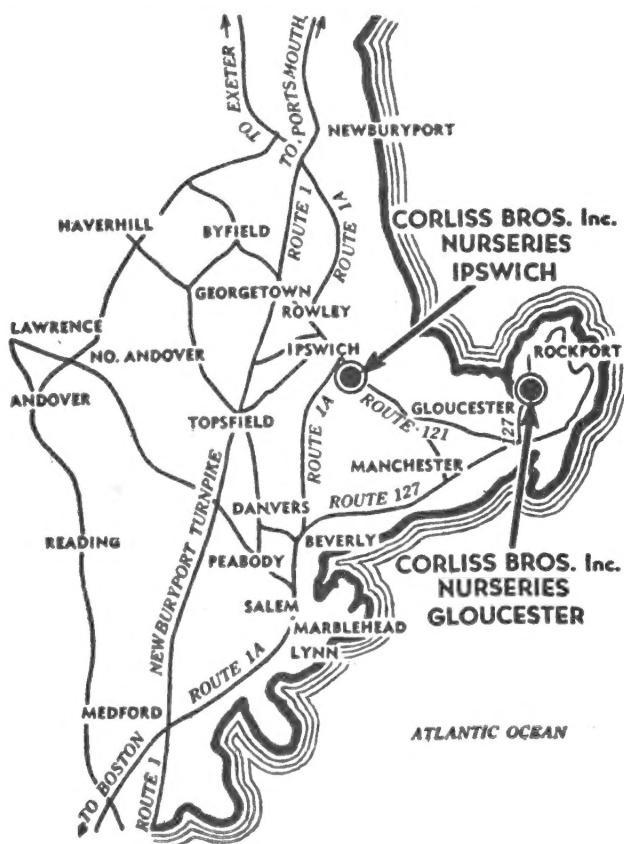 TO EXETER
TO PORTSMOUTH
NEWBURYPORT
ROUTE 1
ROUTE 1A
HAVERHILL
BYFIELD
CORLISS BROS. Inc.
NURSERIES
IPSWICH
GEORGETOWN
ROWLEY
LAWRENCE
NO. ANDOVER
IPSWICH
ROCKPORT
ANDOVER
TOPSFIELD
ROUTE 1A
ROUTE 121
GLOUCESTER
127
MANCHESTER
NEWBURYPORT TURNPIKE
DANVERS
ROUTE 127
READING
BEVERLY
PEABODY
CORLISS BROS. Inc.
NURSERIES
GLOUCESTER
SALEM
MARBLEHEAD
LYNN
ROUTE 1A
MEDFORD
ATLANTIC OCEAN
TO BOSTON
ROUTE 1